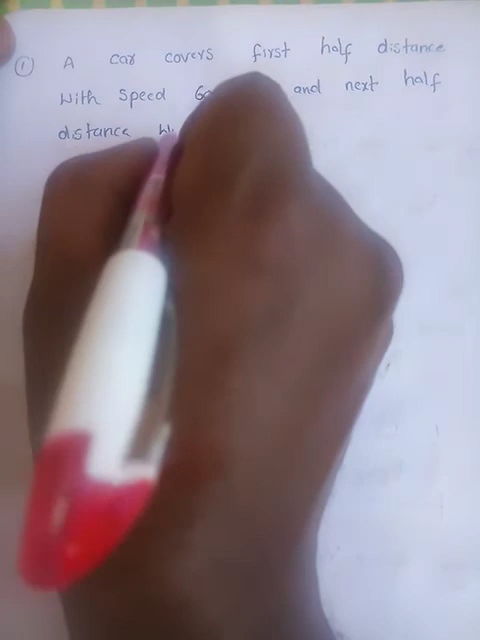 ① A car covers first half distance
With speed and next half
distance